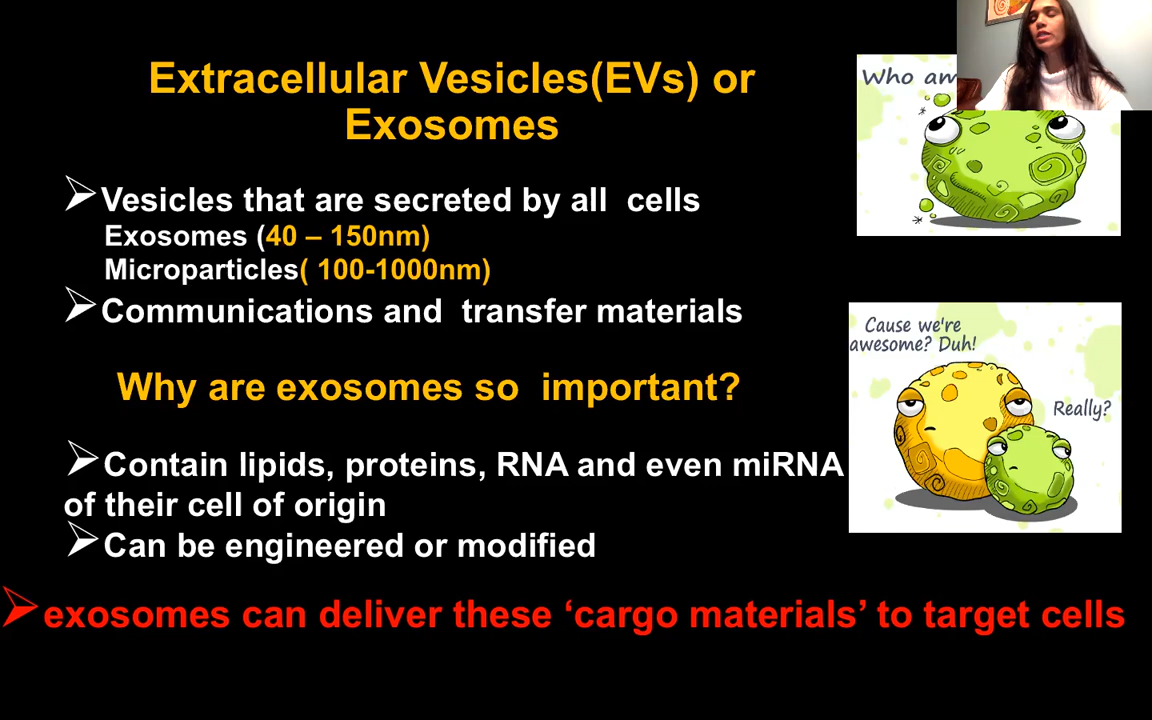 Extracellular Vesicles(EVs) or
Exosomes
Who am
➢Vesicles that are secreted by all cells
Exosomes (40 – 150nm)
Microparticles( 100-1000nm)
➢Communications and transfer materials
Cause we're
awesome? Duh!
Really?
Why are exosomes so important?
➢Contain lipids, proteins, RNA and even miRNA
of their cell of origin
➢Can be engineered or modified
➢exosomes can deliver these ‘cargo materials’ to target cells